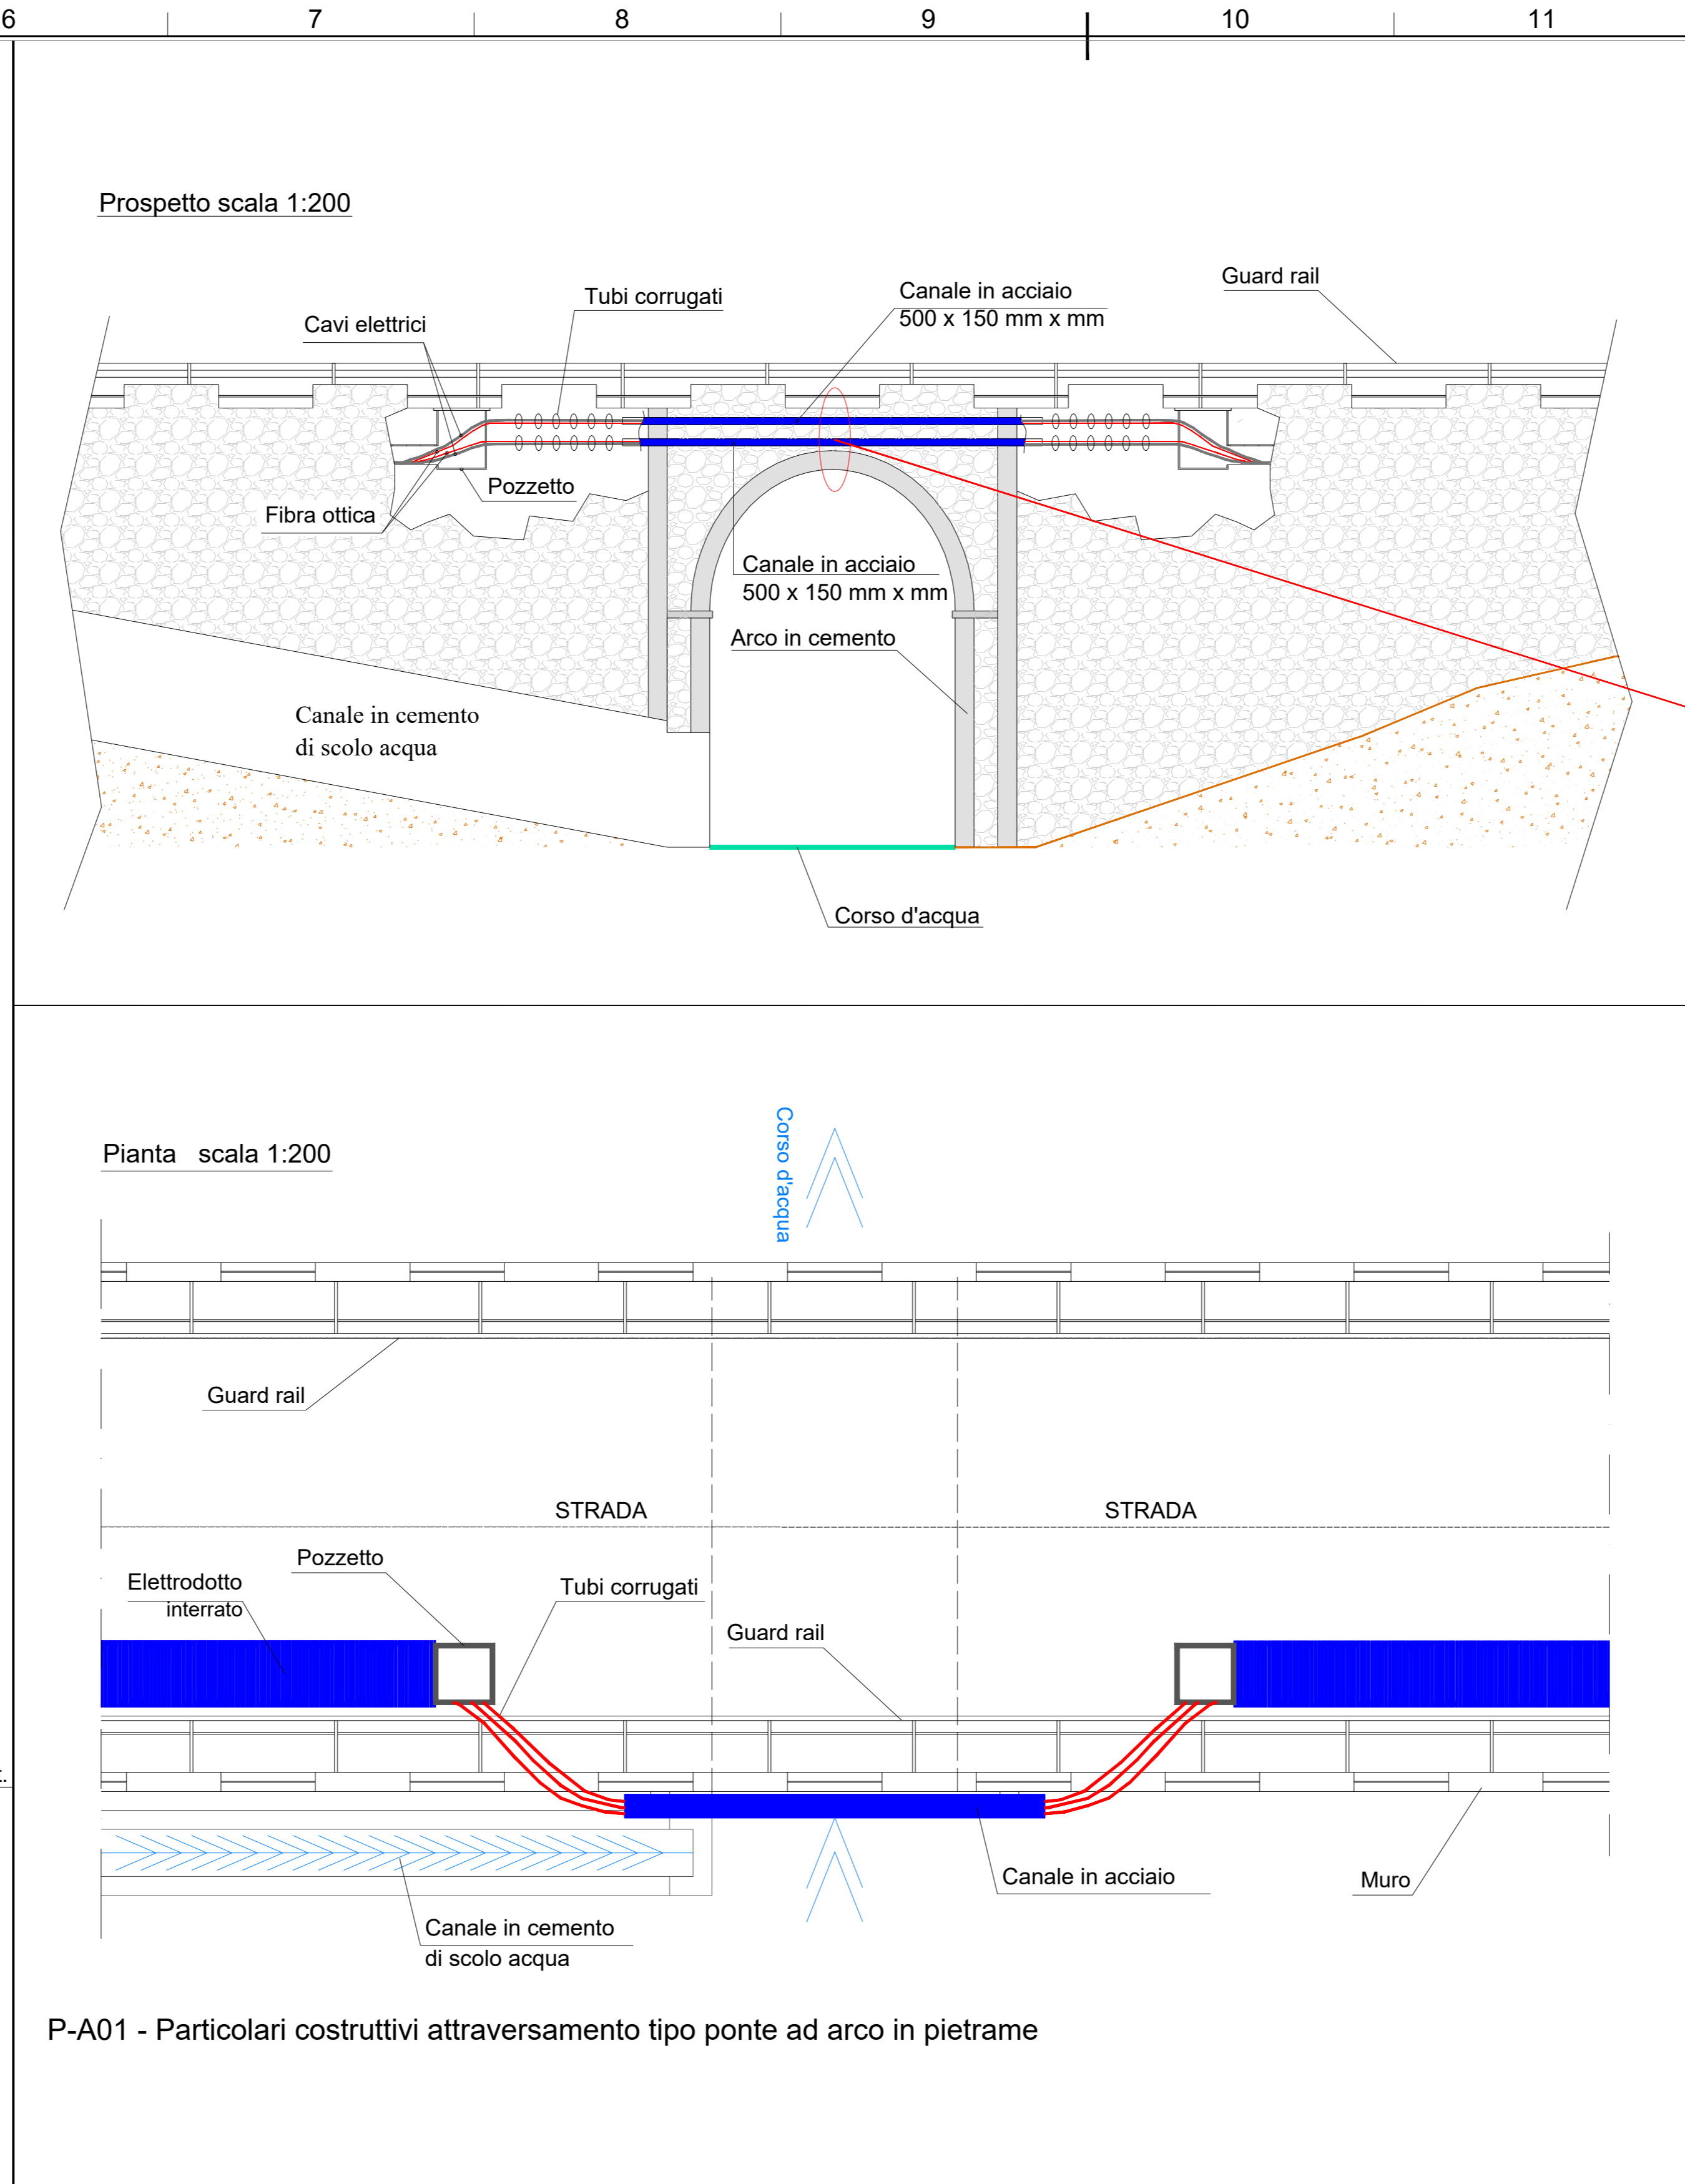 6 7 8 9 10 11
Prospetto scala 1:200
Guard rail
Canale in acciaio
500 x 150 mm x mm
Tubi corrugati
Cavi elettrici
Pozzetto
Fibra ottica
Canale in acciaio
500 x 150 mm x mm
Arco in cemento
Canale in cemento
di scolo acqua
Corso d'acqua
Corso d'acqua
Pianta scala 1:200
Guard rail
STRADA STRADA
Pozzetto
Elettrodotto
interrato
Tubi corrugati
Guard rail
Canale in acciaio
Muro
Canale in cemento
di scolo acqua
P-A01 - Particolari costruttivi attraversamento tipo ponte ad arco in pietrame